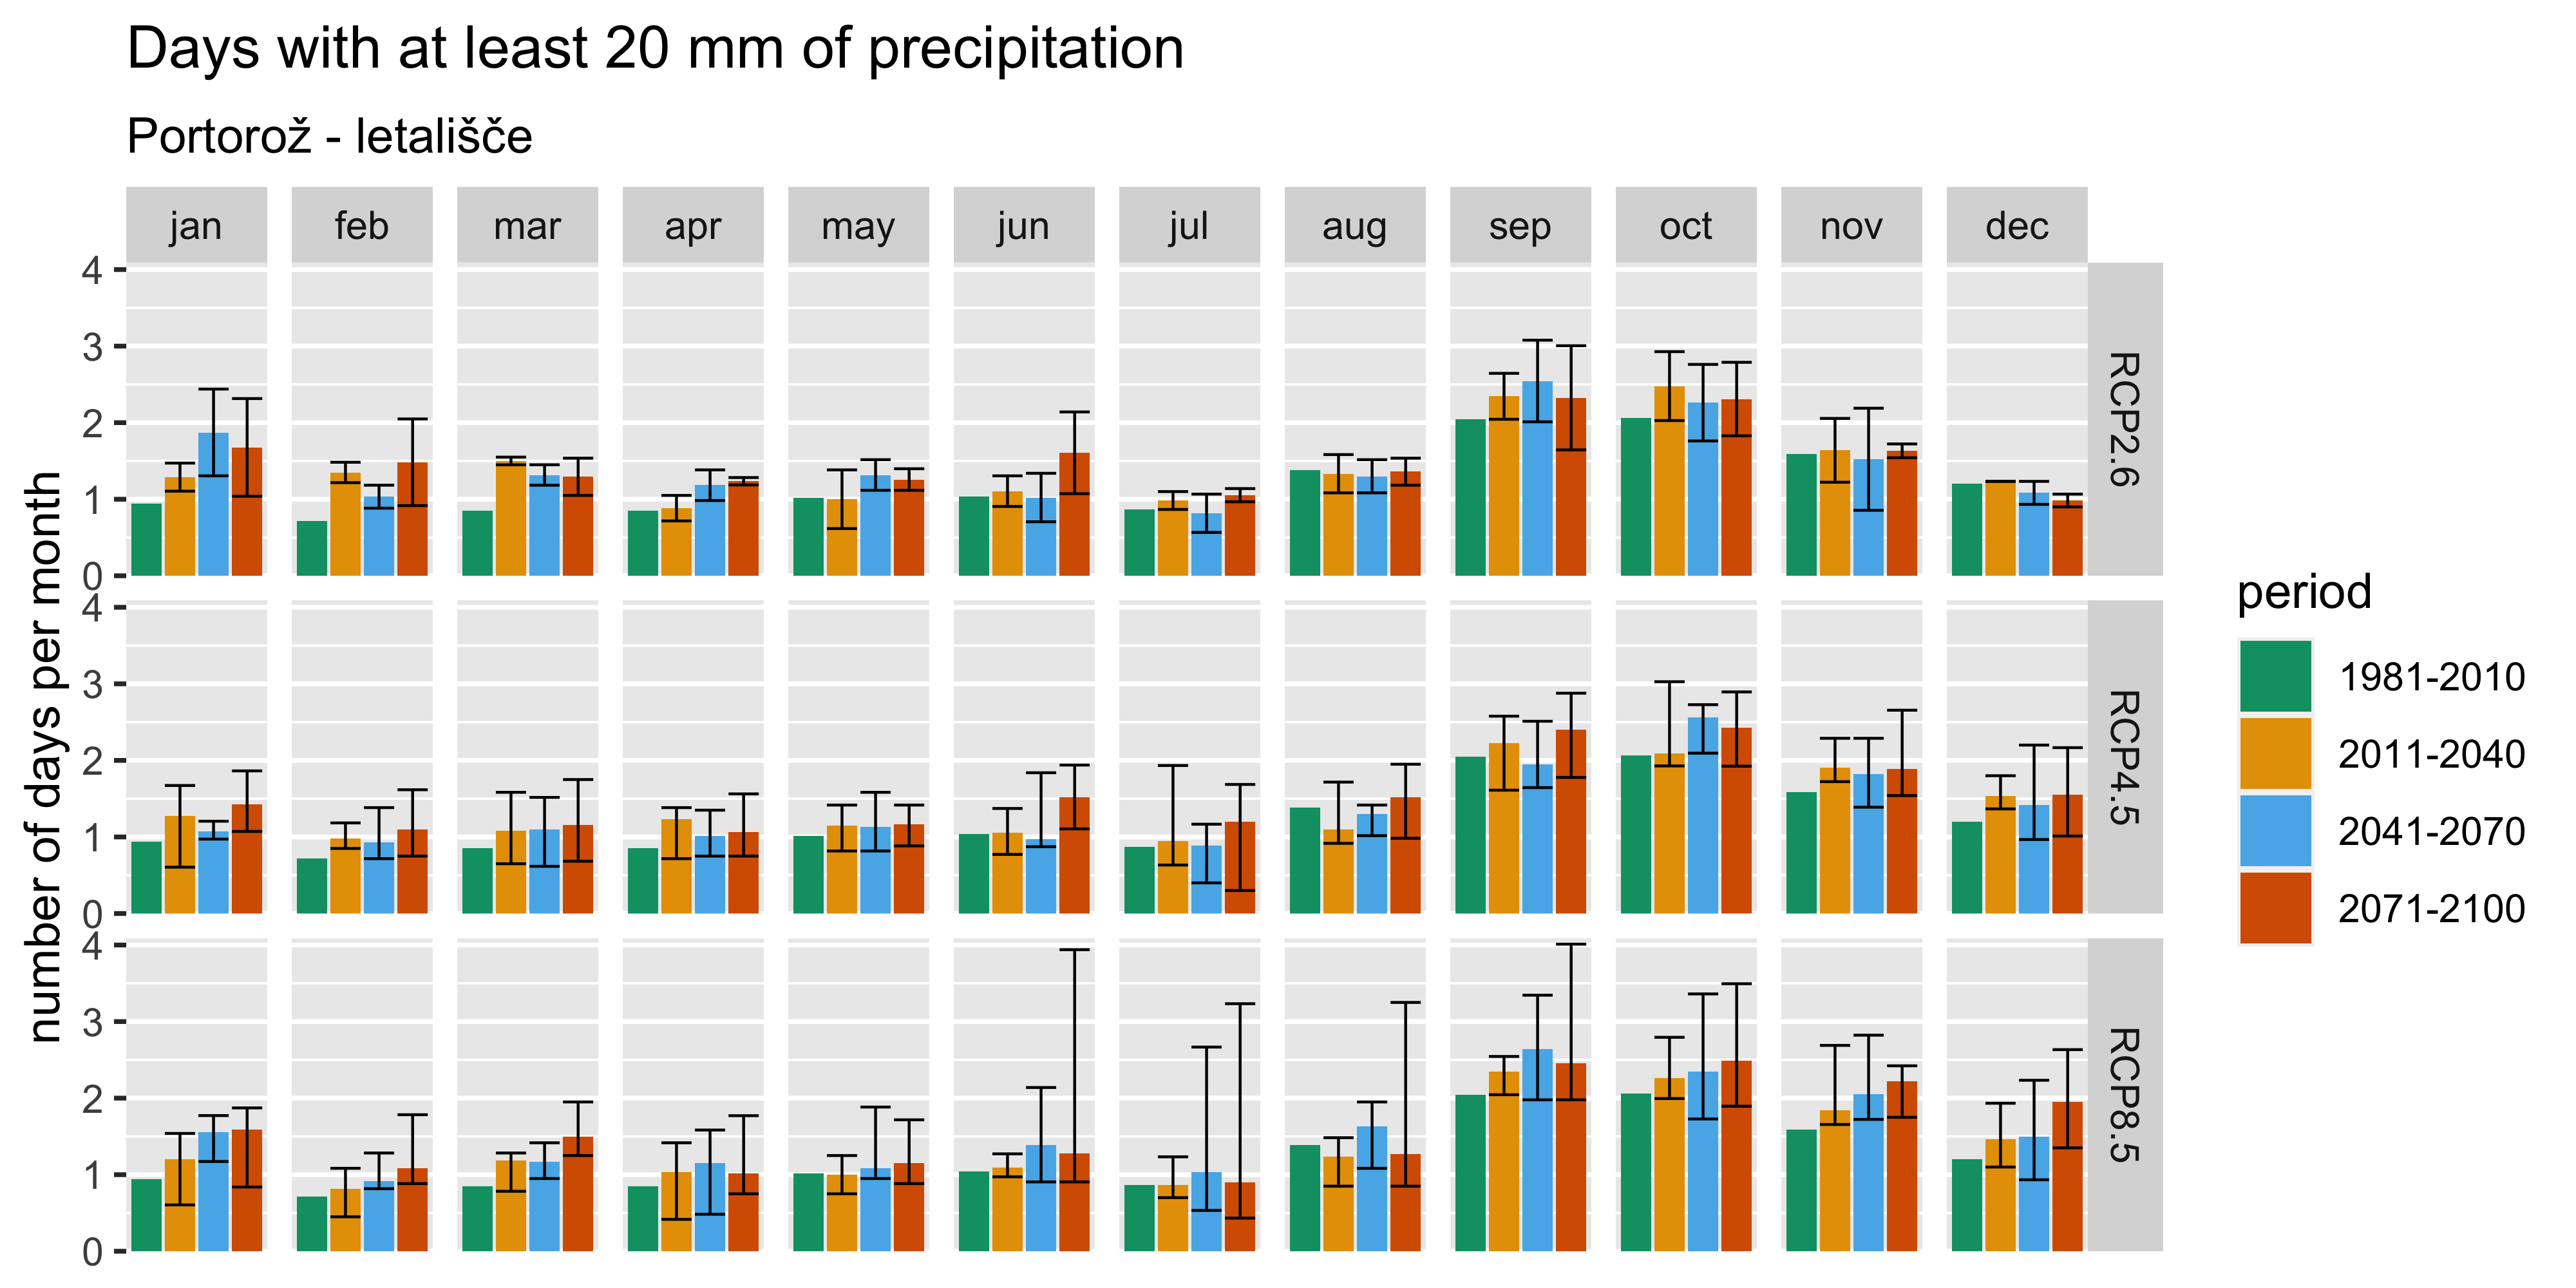 Days with at least 20 mm of precipitation
Portorož - letališče
jan feb mar apr may jun jul aug sep oct nov dec
number of days per month
4
3
2
1
0
RCP2.6
4
3
2
1
0
RCP4.5
4
3
2
1
0
RCP8.5
period
1981-2010
2011-2040
2041-2070
2071-2100